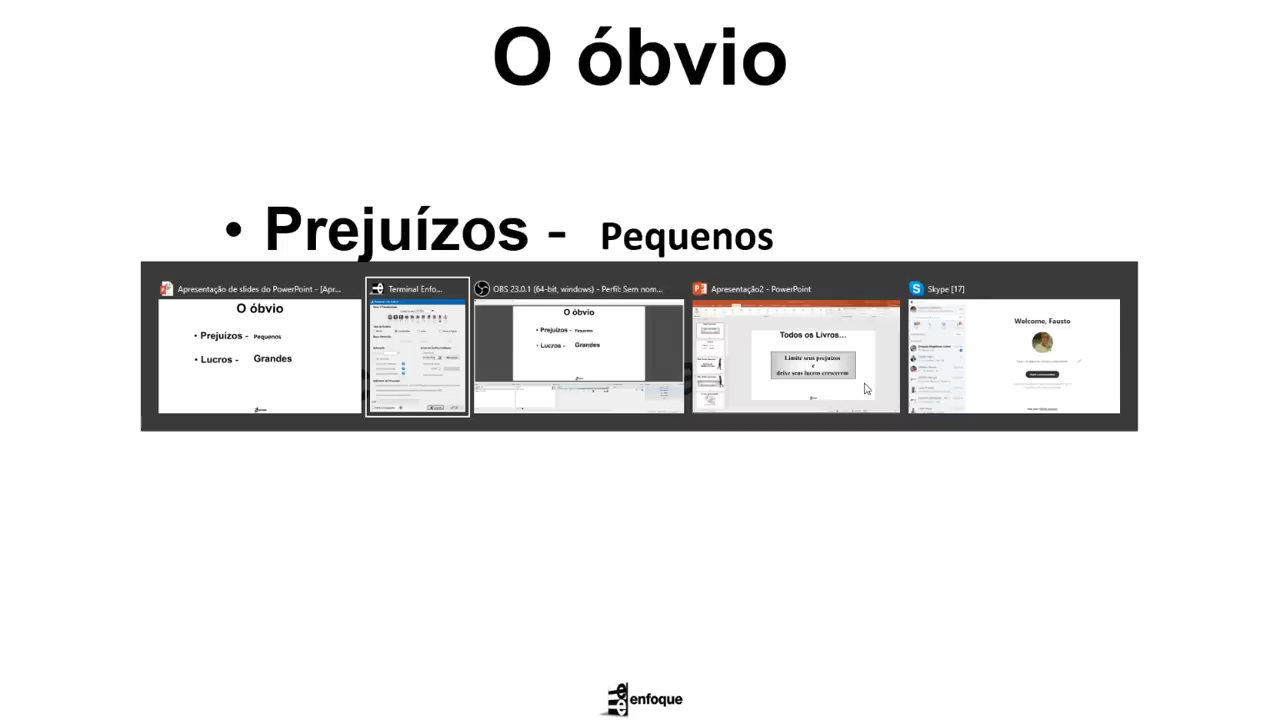 O óbvio
• Prejuízos - Pequenos
Apresentação de slides do PowerPoint - [Apr...
Terminal Enfo...
OBS 23.0.1 (64-bit, windows) - Perfil: Sem nom...
Apresentação2 - PowerPoint
Skype [17]
O óbvio
• Prejuízos - Pequenos
• Lucros - Grandes
O óbvio
• Prejuízos - Pequenos
• Lucros - Grandes
Todos os Livros...
Limite seus prejuízos
e
deixe seus lucros crescerem
Welcome, Fausto
enfoque